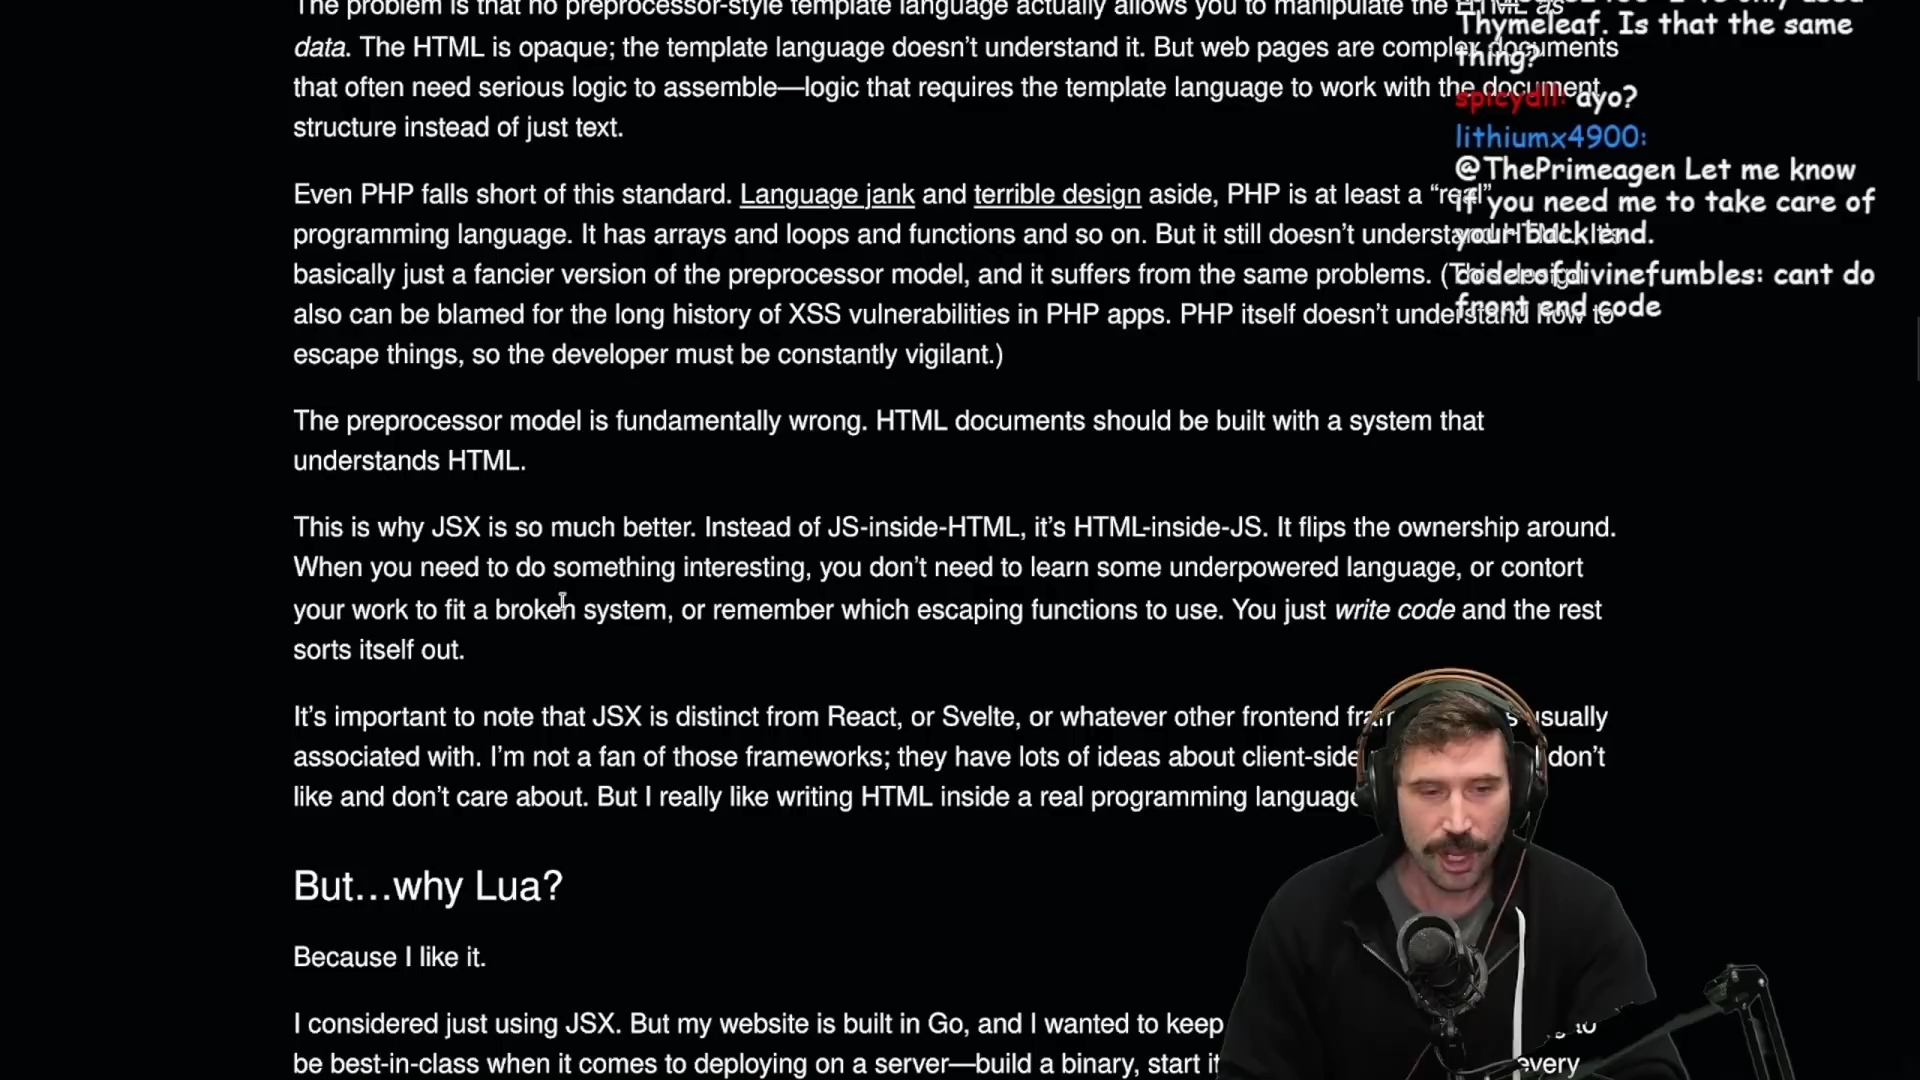 The problem is that no preprocessor-style template language actually allows you to manipulate the HTML as
data. The HTML is opaque; the template language doesn’t understand it. But web pages are complex documents
that often need serious logic to assemble—logic that requires the template language to work with the document
structure instead of just text.
Even PHP falls short of this standard. Language jank and terrible design aside, PHP is at least a “real”
programming language. It has arrays and loops and functions and so on. But it still doesn’t understand HTML. It’s
basically just a fancier version of the preprocessor model, and it suffers from the same problems. (This design
also can be blamed for the long history of XSS vulnerabilities in PHP apps. PHP itself doesn’t understand how to
escape things, so the developer must be constantly vigilant.)
The preprocessor model is fundamentally wrong. HTML documents should be built with a system that
understands HTML.
This is why JSX is so much better. Instead of JS-inside-HTML, it’s HTML-inside-JS. It flips the ownership around.
When you need to do something interesting, you don’t need to learn some underpowered language, or contort
your work to fit a broken system, or remember which escaping functions to use. You just write code and the rest
sorts itself out.
It’s important to note that JSX is distinct from React, or Svelte, or whatever other frontend usually
associated with. I’m not a fan of those frameworks; they have lots of ideas about client-side don’t
like and don’t care about. But I really like writing HTML inside a real programming language
But…why Lua?
Because I like it.
I considered just using JSX. But my website is built in Go, and I wanted to keep to
be best-in-class when it comes to deploying on a server—build a binary, start it every
Thymeleaf. Is that the same
thing?
spicydll: ayo?
lithiumx4900:
@ThePrimeagen Let me know
if you need me to take care of
your back end.
coderofdivinefumbles: cant do
front end code